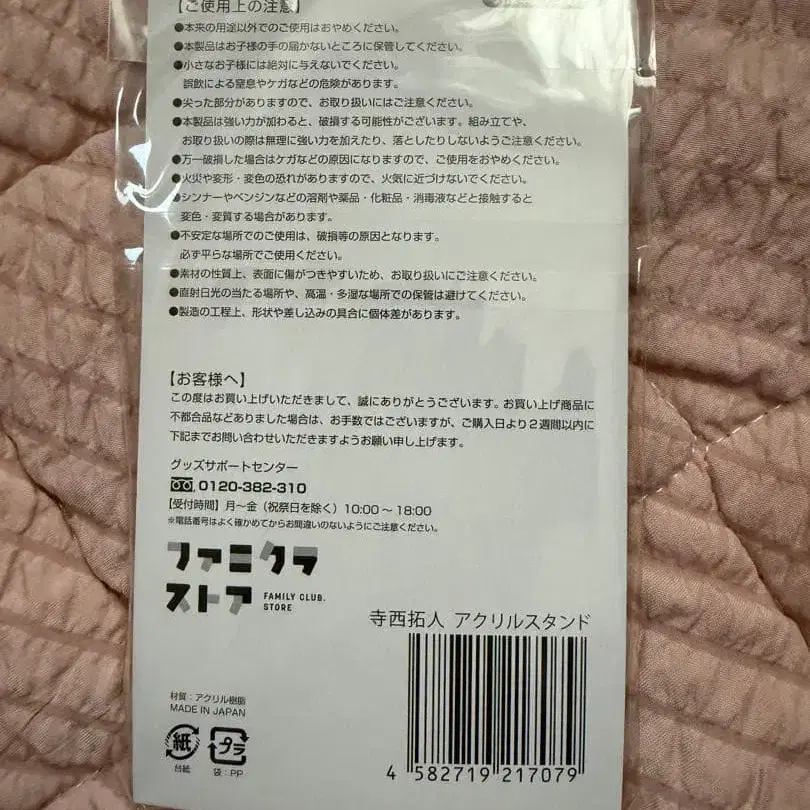 【ご使用上の注意】
●本来の用途以外でのご使用はおやめください。
●本製品はお子様の手の届かないところに保管してください。
●小さなお子様には絶対に与えないでください。
誤飲による窒息やケガなどの危険があります。
●尖った部分がありますので、お取り扱いにはご注意ください。
●本製品は強い力が加わると、破損する可能性がございます。組み立てや、
お取り扱いの際は無理に強い力を加えたり、落としたりしないようご注意ください。
●万一破損した場合はケガなどの原因になりますので、ご使用をおやめください。
●火災や変形・変色の恐れがありますので、火気に近づけないでください。
●シンナーやベンジンなどの溶剤や薬品・化粧品・消毒液などと接触すると
変色・変質する場合があります。
●不安定な場所でのご使用は、破損等の原因となります。
必ず平らな場所でご使用ください。
●素材の性質上、表面に傷がつきやすいため、お取り扱いにご注意ください。
●直射日光の当たる場所や、高温・多湿な場所での保管は避けてください。
●製造の工程上、形状や差し込みの具合に個体差があります。
【お客様へ】
この度はお買い上げいただきまして、誠にありがとうございます。お買い上げ商品に
不都合品などありました場合は、お手数ではございますが、ご購入日より2週間以内に
下記までお問い合わせいただきますようお願い申し上げます。
グッズサポートセンター
0120-382-310
【受付時間】月～金（祝祭日を除く）10:00～18:00
※電話番号はよく確かめてからお間違いのないようにご注意ください。
ファミクラ
ストア FAMILY CLUB.
STORE
寺西拓人 アクリルスタンド
材質：アクリル樹脂
MADE IN JAPAN
紙 プラ
台紙 袋：PP
4 582719 217079